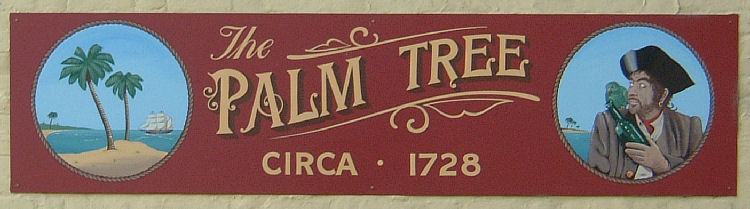 The
PALM TREE
CIRCA · 1728